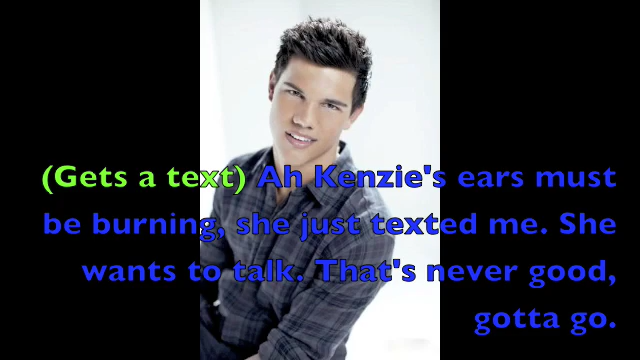 (Gets a text) Ah Kenzie's ears must
be burning, she just texted me. She
wants to talk. That's never good,
gotta go.